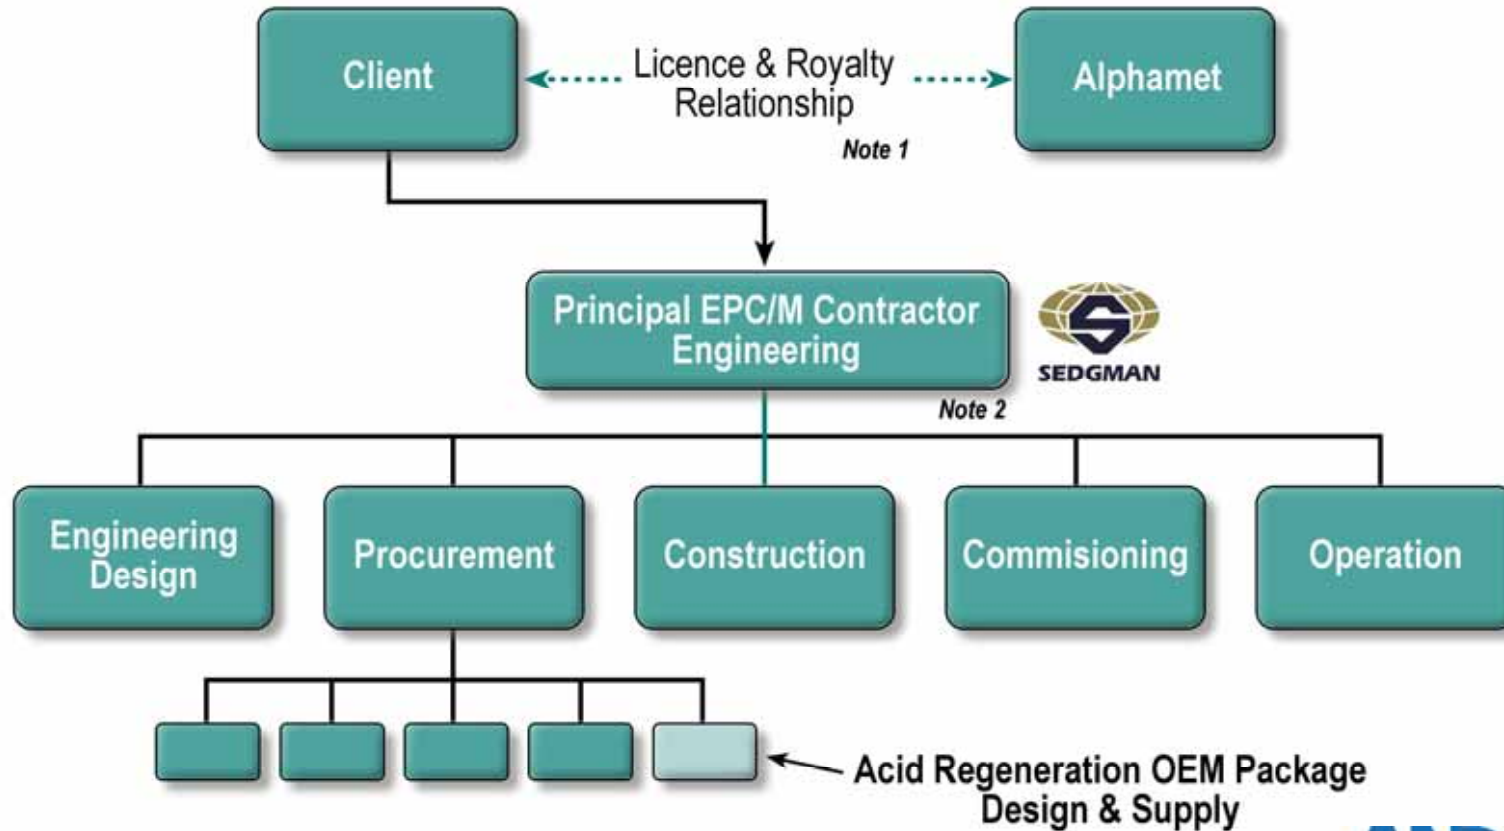 Client
Licence & Royalty
Relationship
Alphamet
Note 1
Principal EPC/M Contractor
Engineering
SEDGMAN
Note 2
Engineering
Design
Procurement
Construction
Commisioning
Operation
Acid Regeneration OEM Package
Design & Supply